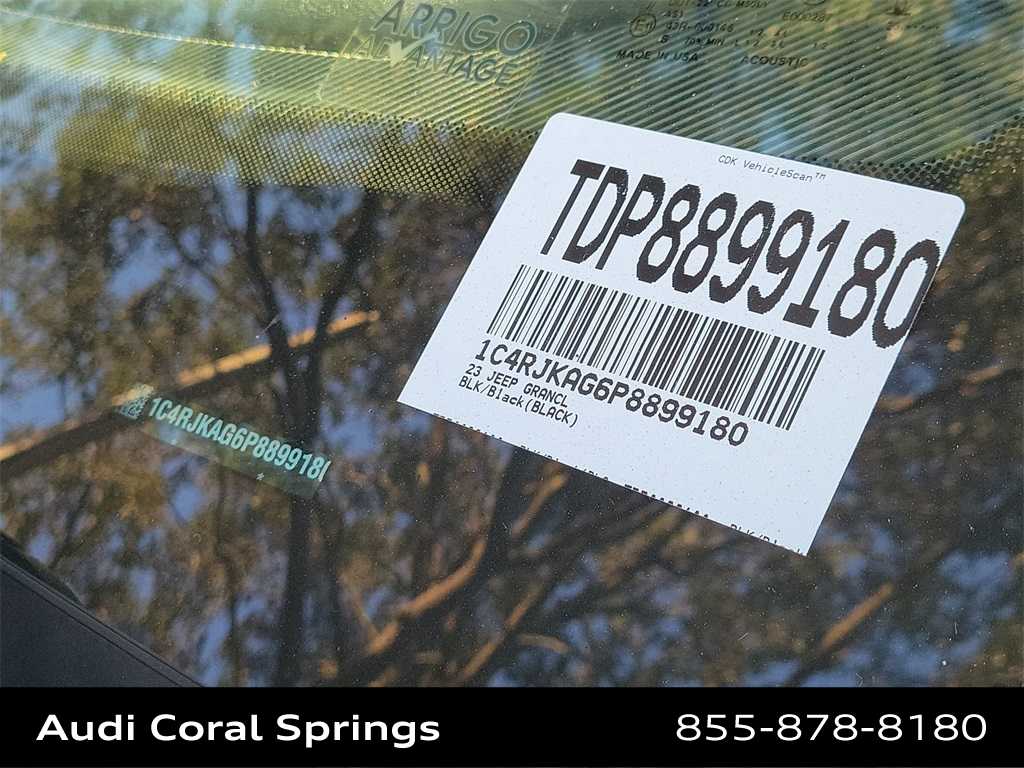 ARRIGO
ADVANTAGE
MADE IN USA ACOUSTIC
CDK VehicleScan™
TDP8899180
1C4RJKAG6P8899180
23 JEEP GRANCL
BLK/Black(BLACK)
1C4RJKAG6P8899180
Audi Coral Springs
855-878-8180